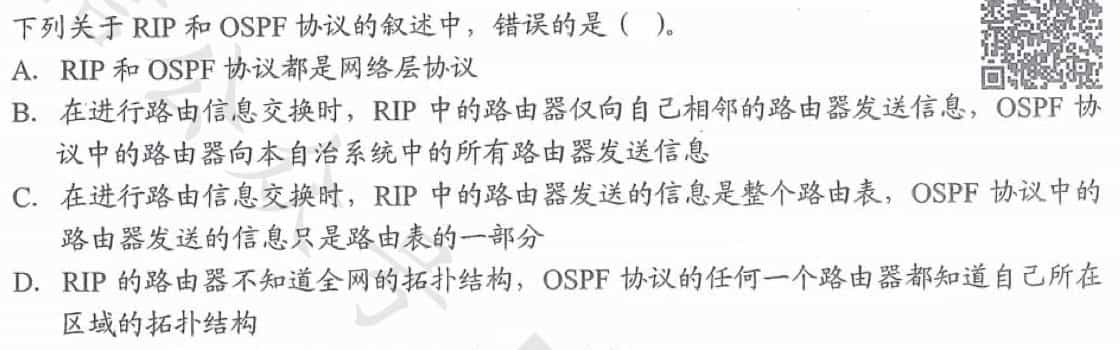 下列关于 RIP 和 OSPF 协议的叙述中，错误的是（ ）。
A. RIP 和 OSPF 协议都是网络层协议
B. 在进行路由信息交换时，RIP 中的路由器仅向自己相邻的路由器发送信息，OSPF 协
议中的路由器向本自治系统中的所有路由器发送信息
C. 在进行路由信息交换时，RIP 中的路由器发送的信息是整个路由表，OSPF 协议中的
路由器发送的信息只是路由表的一部分
D. RIP 的路由器不知道全网的拓扑结构，OSPF 协议的任何一个路由器都知道自己所在
区域的拓扑结构